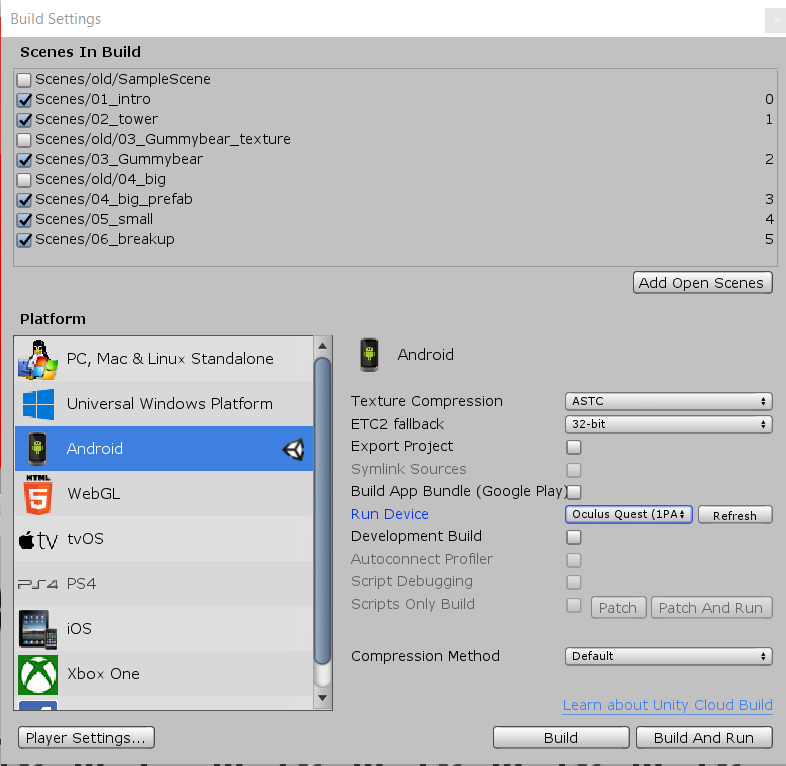 Build Settings
Scenes In Build
Scenes/old/SampleScene
Scenes/01_intro 0
Scenes/02_tower 1
Scenes/old/03_Gummybear_texture
Scenes/03_Gummybear 2
Scenes/old/04_big
Scenes/04_big_prefab 3
Scenes/05_small 4
Scenes/06_breakup 5
Add Open Scenes
Platform
PC, Mac & Linux Standalone
Universal Windows Platform
Android
HTML
5
WebGL
tv
tvOS
PS4
PS4
iOS
Xbox One
Player Settings...
Android
Texture Compression ASTC
ETC2 fallback 32-bit
Export Project
Symlink Sources
Build App Bundle (Google Play)
Run Device Oculus Quest (1PA Refresh
Development Build
Autoconnect Profiler
Script Debugging
Scripts Only Build Patch Patch And Run
Compression Method Default
Learn about Unity Cloud Build
Build Build And Run